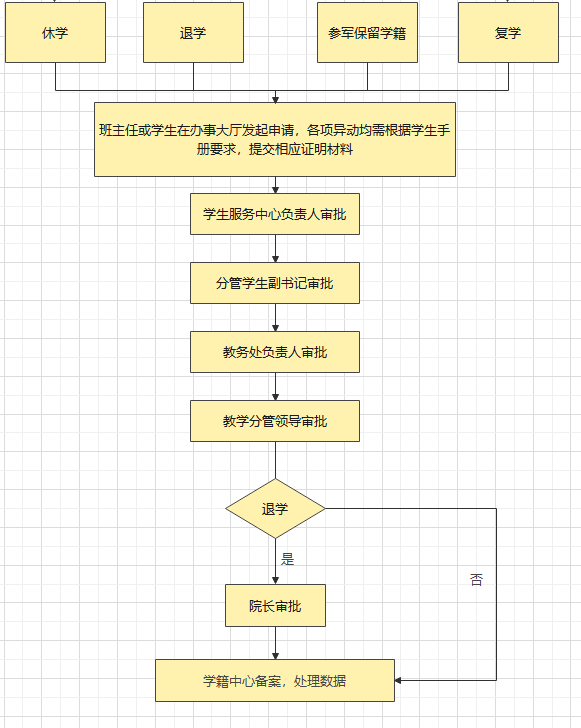 休学
退学
参军保留学籍
复学
班主任或学生在办事大厅发起申请，各项异动均需根据学生手
册要求，提交相应证明材料
学生服务中心负责人审批
分管学生副书记审批
教务处负责人审批
教学分管领导审批
退学
是
否
院长审批
学籍中心备案，处理数据